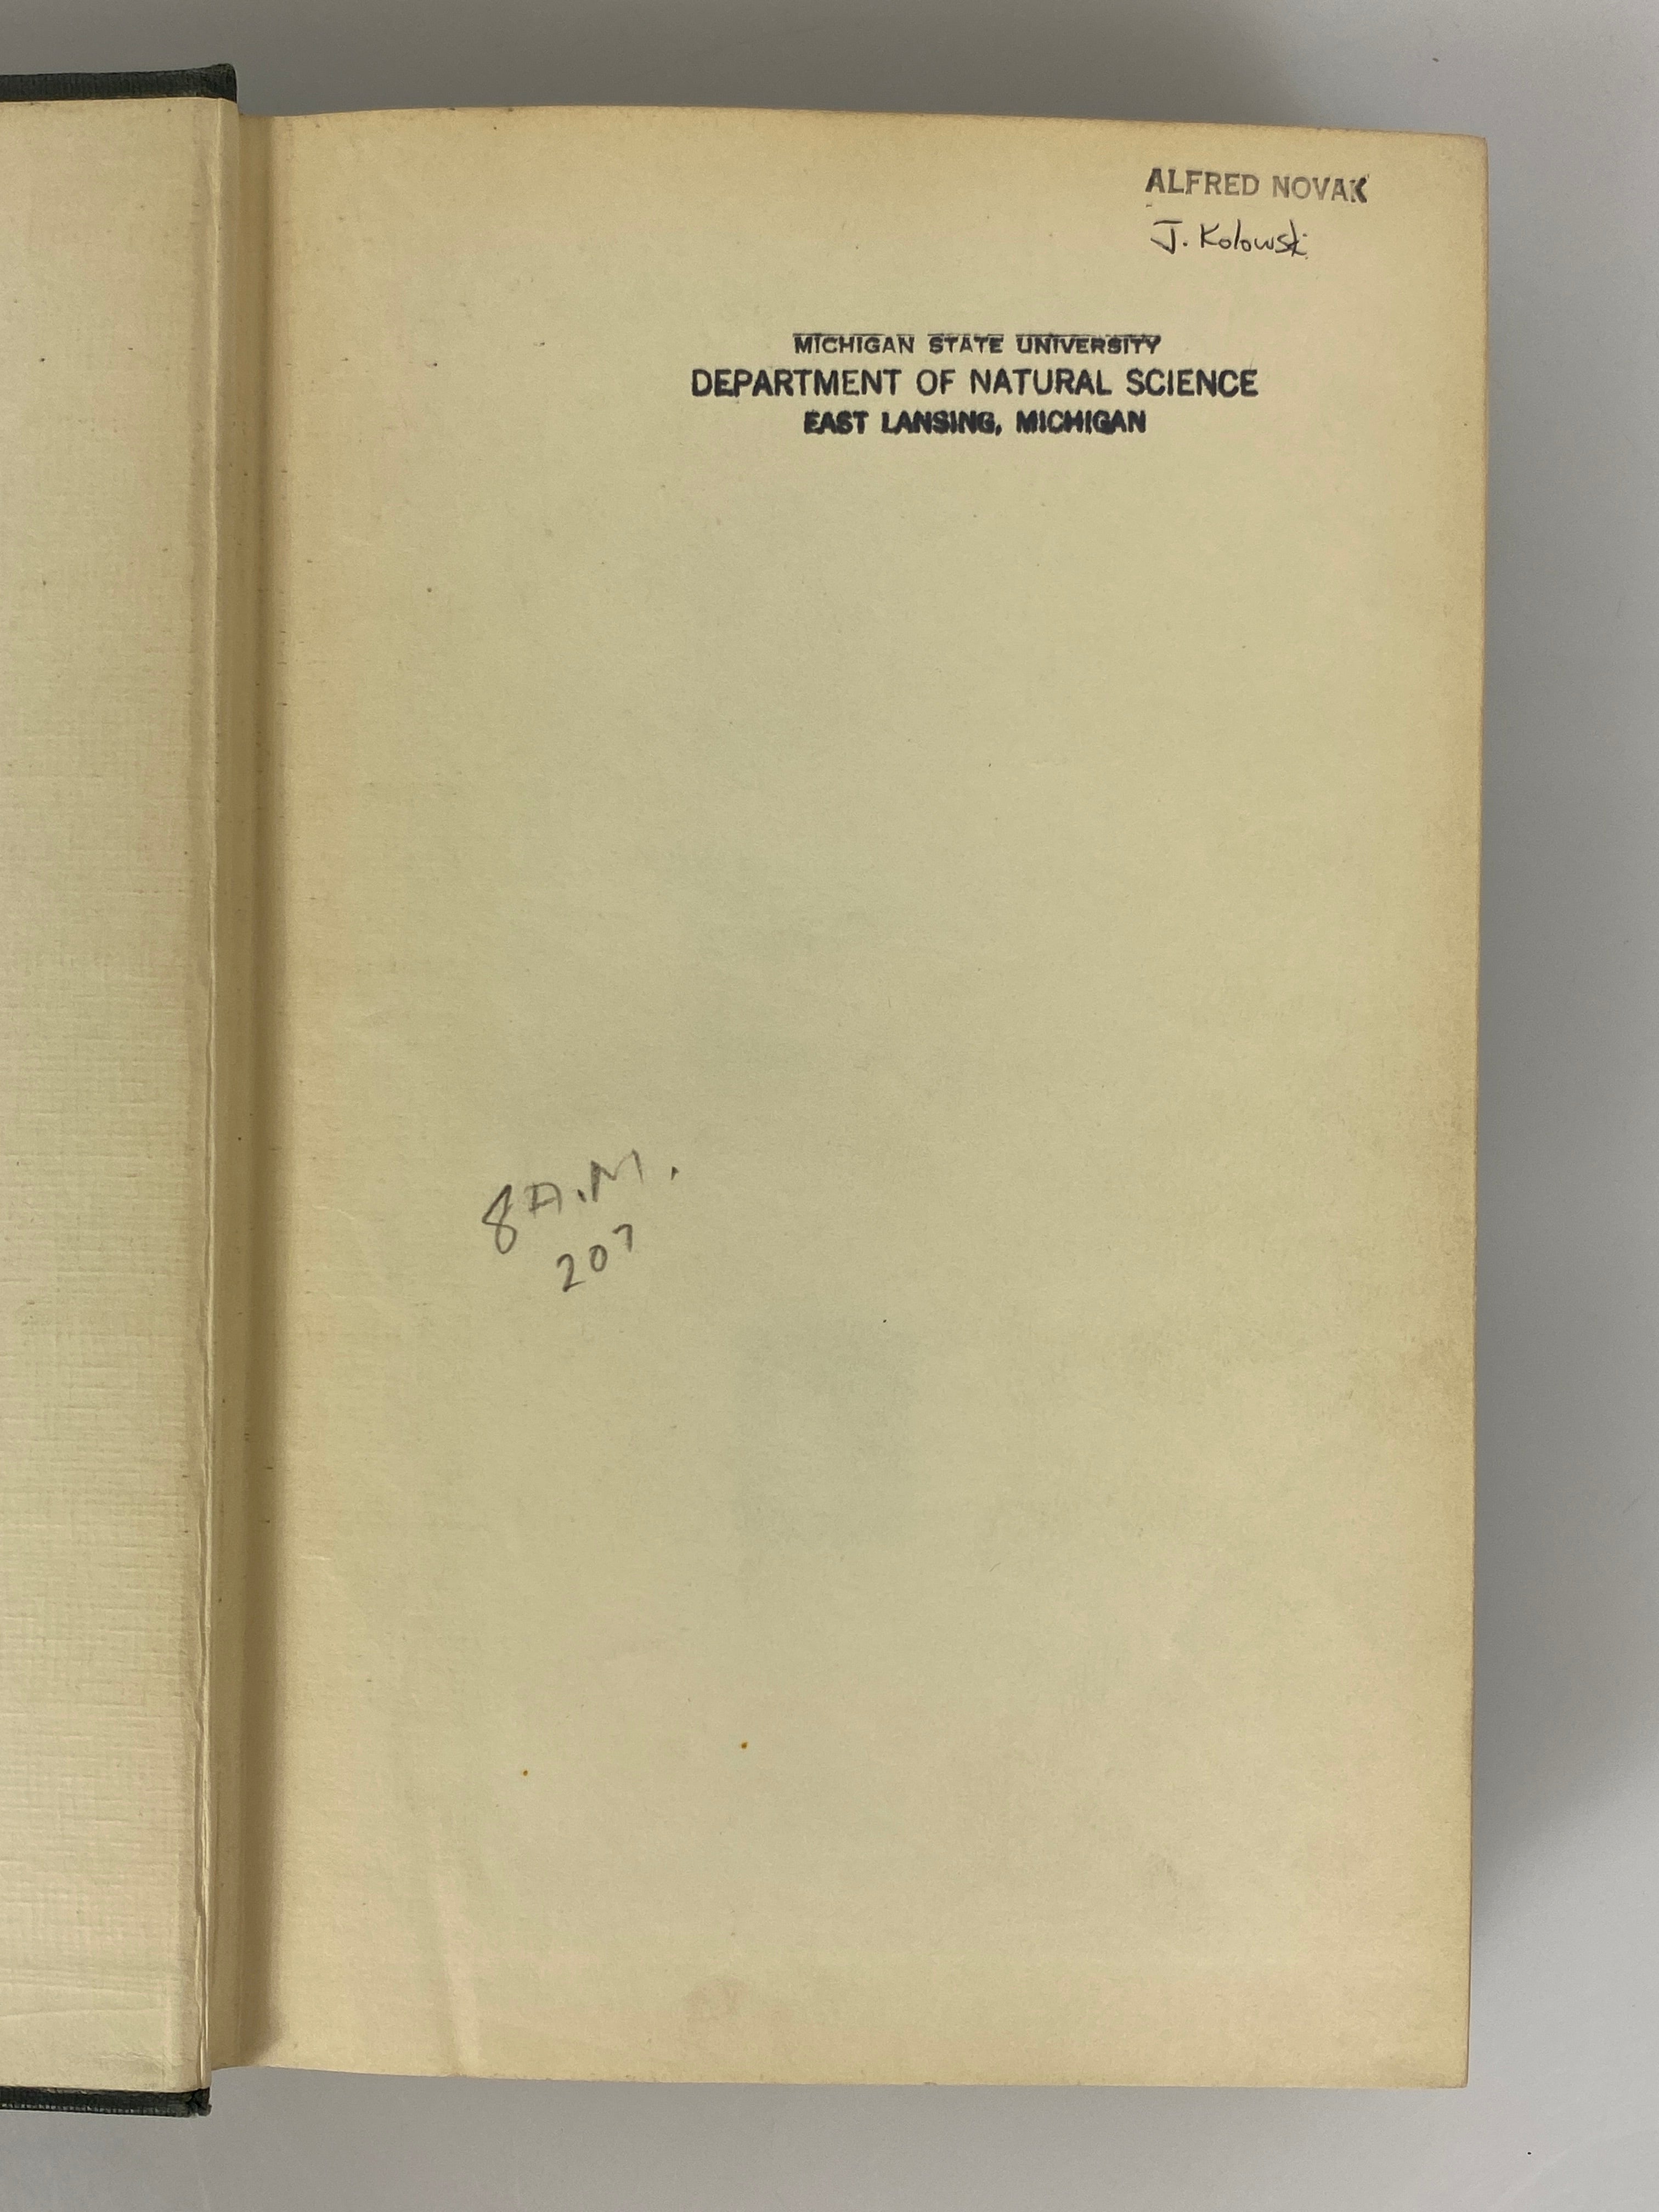 ALFRED NOVAK
J. Kolowski
MICHIGAN STATE UNIVERSITY
DEPARTMENT OF NATURAL SCIENCE
EAST LANSING, MICHIGAN
8 A.M.
207